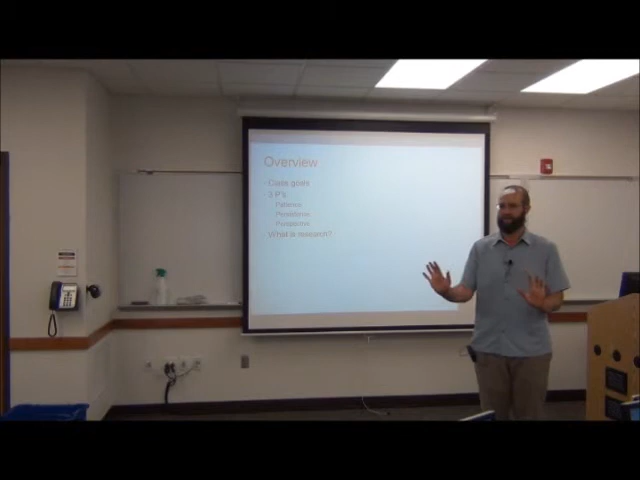 Overview
Class goals
3 P's
Patience
Persistence
Perspective
What is research?